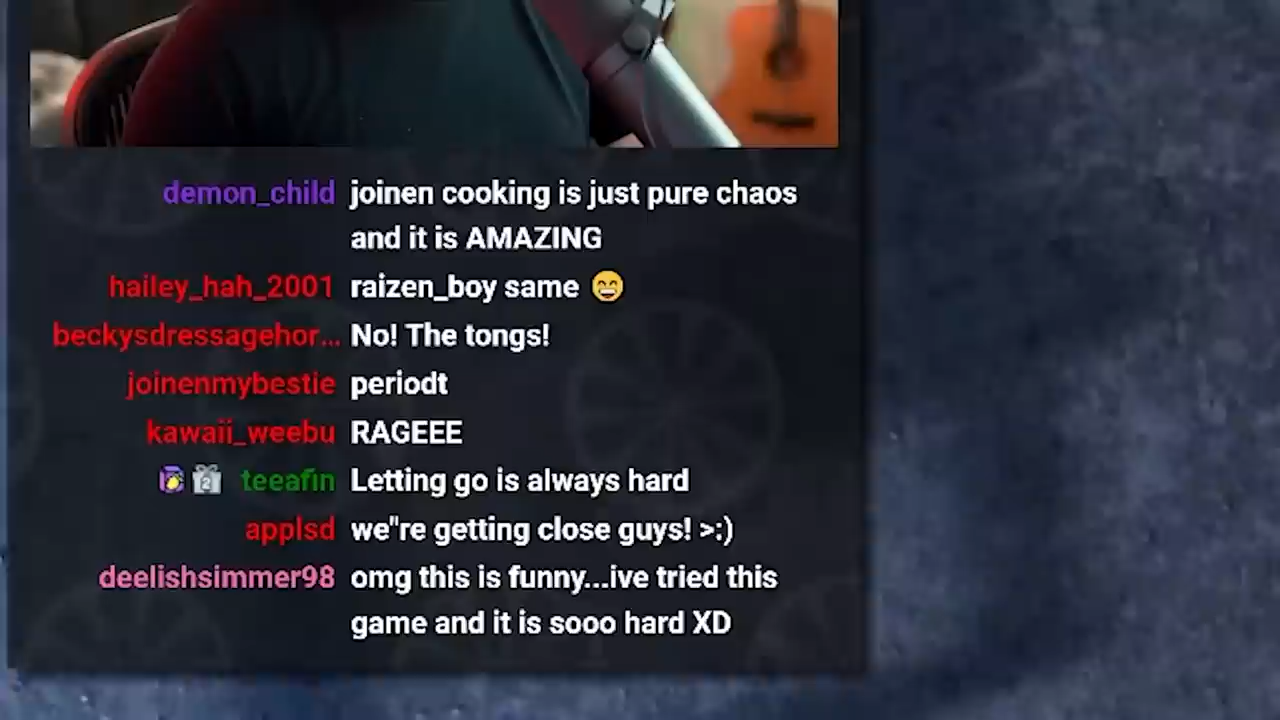 demon_child joinen cooking is just pure chaos
and it is AMAZING
hailey_hah_2001 raizen_boy same 😁
beckysdressagehor... No! The tongs!
joinenmybestie periodt
kawaii_weebu RAGEEE
2 teeafin Letting go is always hard
applsd we"re getting close guys! >:)
deelishsimmer98 omg this is funny...ive tried this
game and it is sooo hard XD